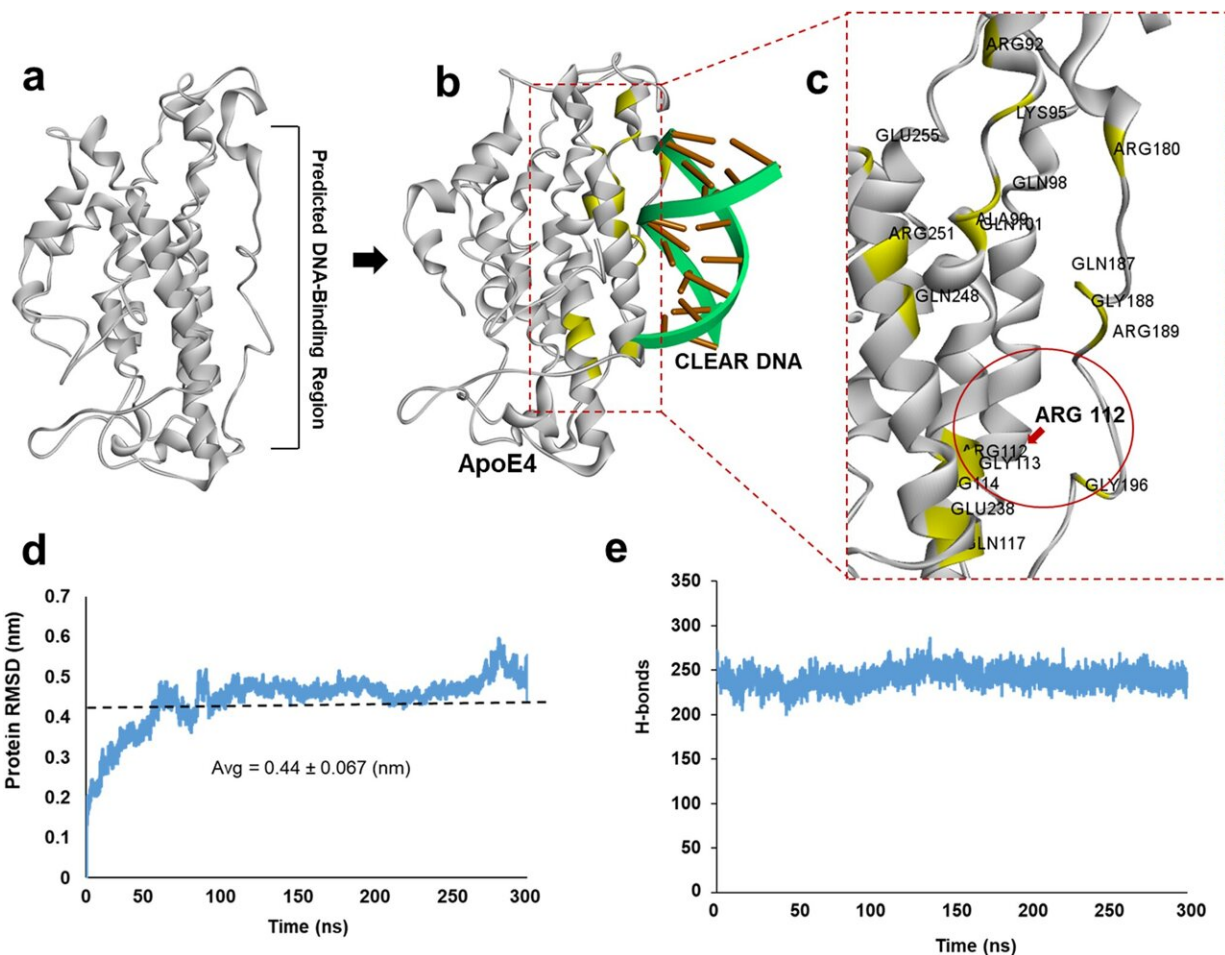 a
Predicted DNA-Binding Region
b
CLEAR DNA
ApoE4
c
ARG92
LYS95
GLU255
ARG180
GLN98
ALA99
GLN101
ARG251
GLN187
GLN248
GLY188
ARG189
ARG 112
ARG112
GLY113
G114
GLY196
GLU238
GLN117
d
Protein RMSD (nm)
0.7
0.6
0.5
0.4
0.3
0.2
0.1
0
Avg = 0.44 ± 0.067 (nm)
0 50 100 150 200 250 300
Time (ns)
e
H-bonds
350
300
250
200
150
100
50
0
0 50 100 150 200 250 300
Time (ns)